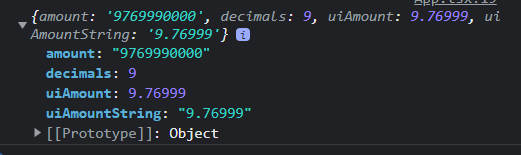 App.tsx:19
{amount: '9769990000', decimals: 9, uiAmount: 9.76999, ui
AmountString: '9.76999'} i
amount: "9769990000"
decimals: 9
uiAmount: 9.76999
uiAmountString: "9.76999"
[[Prototype]]: Object